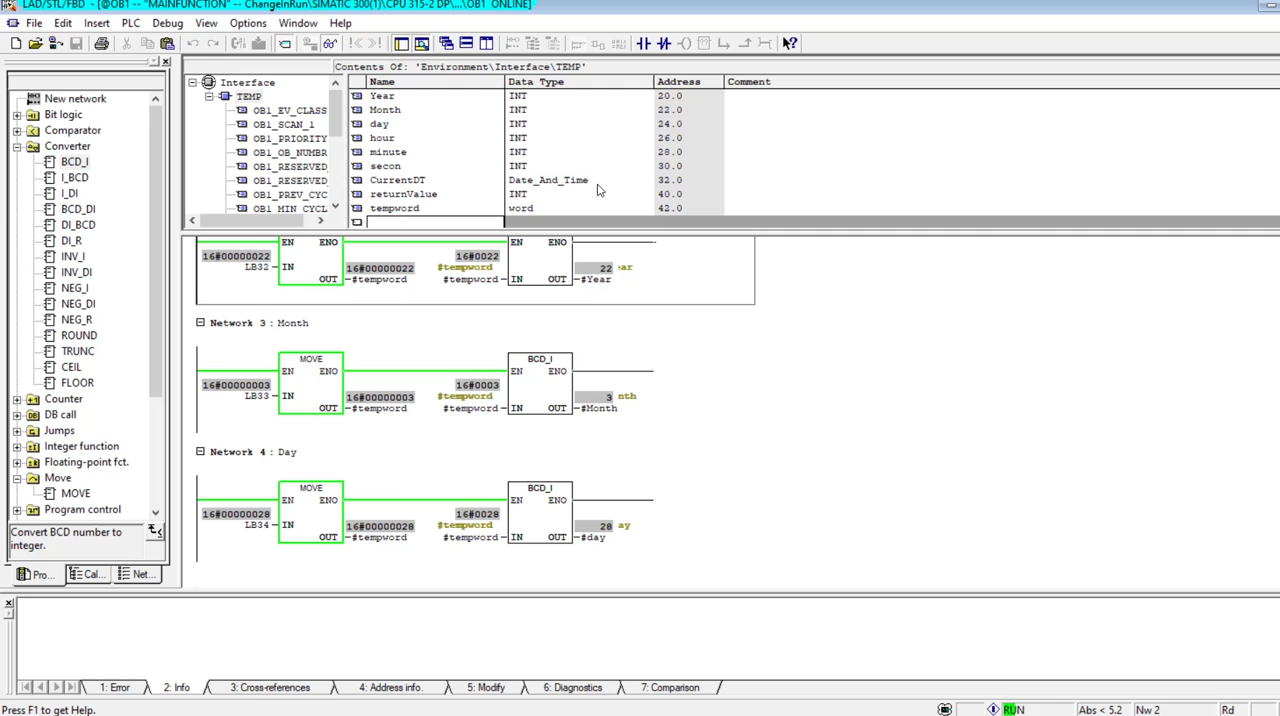 LAD/STL/FBD - [@OB1 -- "MAINFUNCTION" -- ChangeInRun\SIMATIC 300(1)\CPU 315-2 DP\...\OB1 ONLINE]
File Edit Insert PLC Debug View Options Window Help
Contents Of: 'Environment\Interface\TEMP'
Interface
TEMP
OB1_EV_CLASS
OB1_SCAN_1
OB1_PRIORITY
OB1_OB_NUMBR
OB1_RESERVED_
OB1_RESERVED_
OB1_PREV_CYC
OB1_MIN_CYCL
Name Data Type Address Comment
Year INT 20.0
Month INT 22.0
day INT 24.0
hour INT 26.0
minute INT 28.0
secon INT 30.0
CurrentDT Date_And_Time 32.0
returnValue INT 40.0
tempword word 42.0
New network
Bit logic
Comparator
Converter
BCD_I
I_BCD
I_DI
BCD_DI
DI_BCD
DI_R
INV_I
INV_DI
NEG_I
NEG_DI
NEG_R
ROUND
TRUNC
CEIL
FLOOR
Counter
DB call
Jumps
Integer function
Floating-point fct.
Move
MOVE
Program control
Convert BCD number to
integer.
Pro... Cal... Net...
EN ENO EN ENO
16#00000022 16#0022
LB32 IN 16#00000022 #tempword IN 22 ear
OUT #tempword #tempword OUT #Year
Network 3 : Month
MOVE BCD_I
EN ENO EN ENO
16#00000003 16#0003
LB33 IN 16#00000003 #tempword 3 nth
OUT #tempword #tempword IN OUT #Month
Network 4 : Day
MOVE BCD_I
EN ENO EN ENO
16#00000028 16#0028
LB34 IN 16#00000028 #tempword 28 ay
OUT #tempword #tempword IN OUT #day
1: Error 2: Info 3: Cross-references 4: Address info. 5: Modify 6: Diagnostics 7: Comparison
Press F1 to get Help. RUN Abs < 5.2 Nw 2 Rd